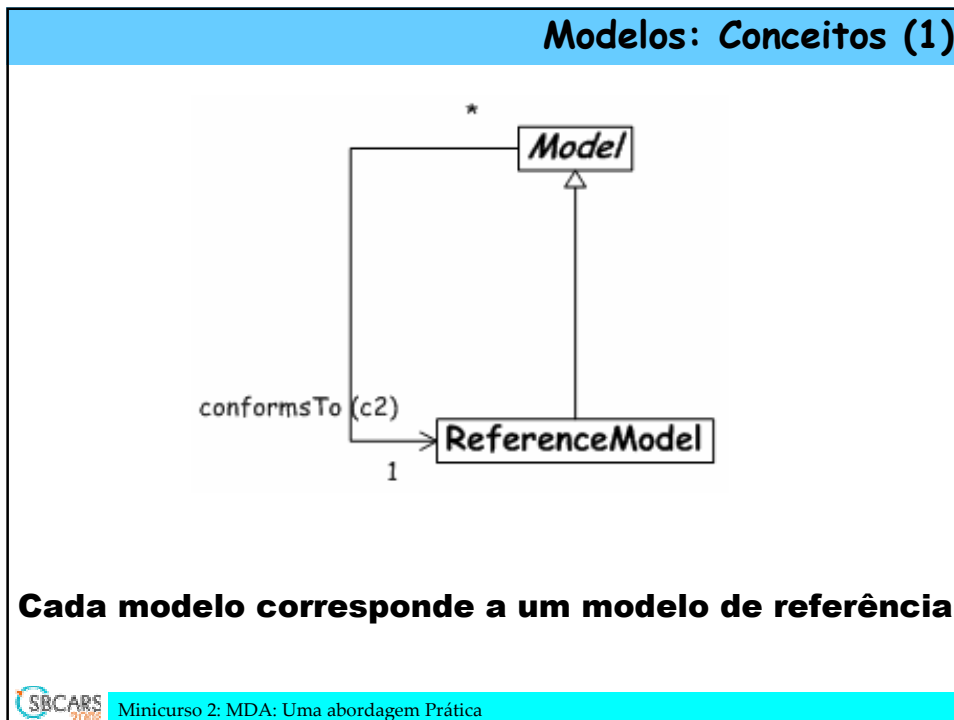 Modelos: Conceitos (1)
*
Model
conformsTo (c2)
ReferenceModel
1
Cada modelo corresponde a um modelo de referência
SBCARS
Minicurso 2: MDA: Uma abordagem Prática